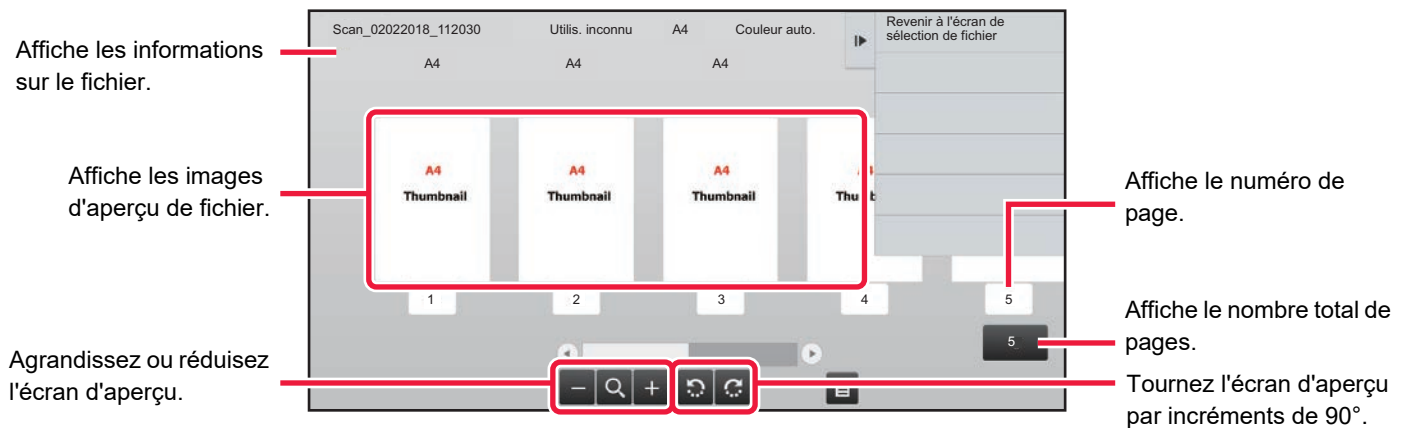 Affiche les informations
sur le fichier.
Affiche les images
d'aperçu de fichier.
Agrandissez ou réduisez
l'écran d'aperçu.
Scan_02022018_112030 Utilis. inconnu A4 Couleur auto.
Revenir à l'écran de
sélection de fichier
A4 A4 A4
A4 A4 A4
Thumbnail Thumbnail Thumbnail
1 2 3 4 5
5
Affiche le numéro de
page.
Affiche le nombre total de
pages.
Tournez l'écran d'aperçu
par incréments de 90°.